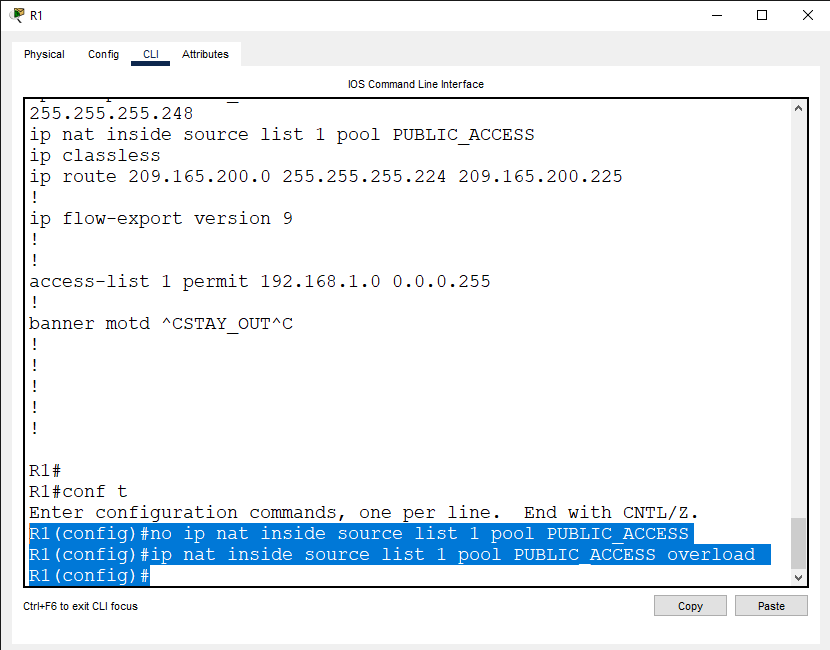 R1
Physical Config CLI Attributes
IOS Command Line Interface
255.255.255.248
ip nat inside source list 1 pool PUBLIC_ACCESS
ip classless
ip route 209.165.200.0 255.255.255.224 209.165.200.225
!
ip flow-export version 9
!
!
access-list 1 permit 192.168.1.0 0.0.0.255
!
banner motd ^CSTAY_OUT^C
!
!
!
!
!
R1#
R1#conf t
Enter configuration commands, one per line.  End with CNTL/Z.
R1(config)#no ip nat inside source list 1 pool PUBLIC_ACCESS
R1(config)#ip nat inside source list 1 pool PUBLIC_ACCESS overload
R1(config)#
Ctrl+F6 to exit CLI focus
Copy Paste